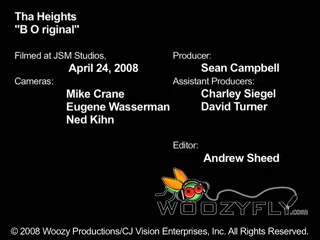 Tha Heights
"B O riginal"
Filmed at JSM Studios,
April 24, 2008
Cameras:
Mike Crane
Eugene Wasserman
Ned Kihn
Producer:
Sean Campbell
Assistant Producers:
Charley Siegel
David Turner
Editor:
Andrew Sheed
WOOZYFLY.com
© 2008 Woozy Productions/CJ Vision Enterprises, Inc. All Rights Reserved.